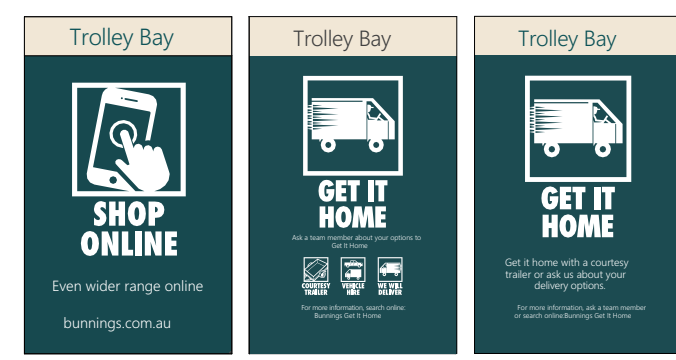 Trolley Bay
SHOP
ONLINE
Even wider range online
bunnings.com.au
Trolley Bay
GET IT
HOME
Ask a team member about your options to
Get It Home
COURTESY
TRAILER
VEHICLE
HIRE
WE WILL
DELIVER
For more information, search online:
Bunnings Get It Home
Trolley Bay
GET IT
HOME
Get it home with a courtesy
trailer or ask us about your
delivery options.
For more information, ask a team member
or search online:Bunnings Get It Home